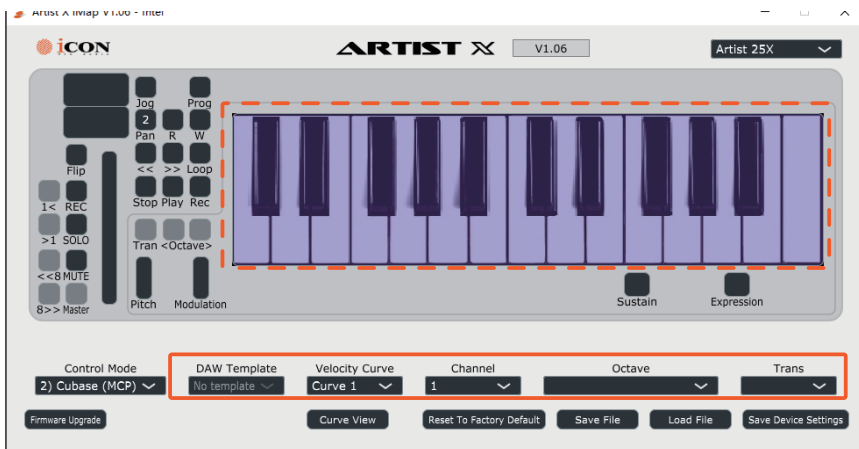 Artist X iMap V1.06 - Inter
iCON
ARTIST X
V1.06
Artist 25X
Jog
Prog
2
Pan
R
W
Flip
<<
>>
Loop
1<
REC
Stop
Play
Rec
>1
SOLO
Tran
<Octave>
<<8
MUTE
8>>
Master
Pitch
Modulation
Sustain
Expression
Control Mode
DAW Template
Velocity Curve
Channel
Octave
Trans
2) Cubase (MCP)
No template
Curve 1
1
Firmware Upgrade
Curve View
Reset To Factory Default
Save File
Load File
Save Device Settings